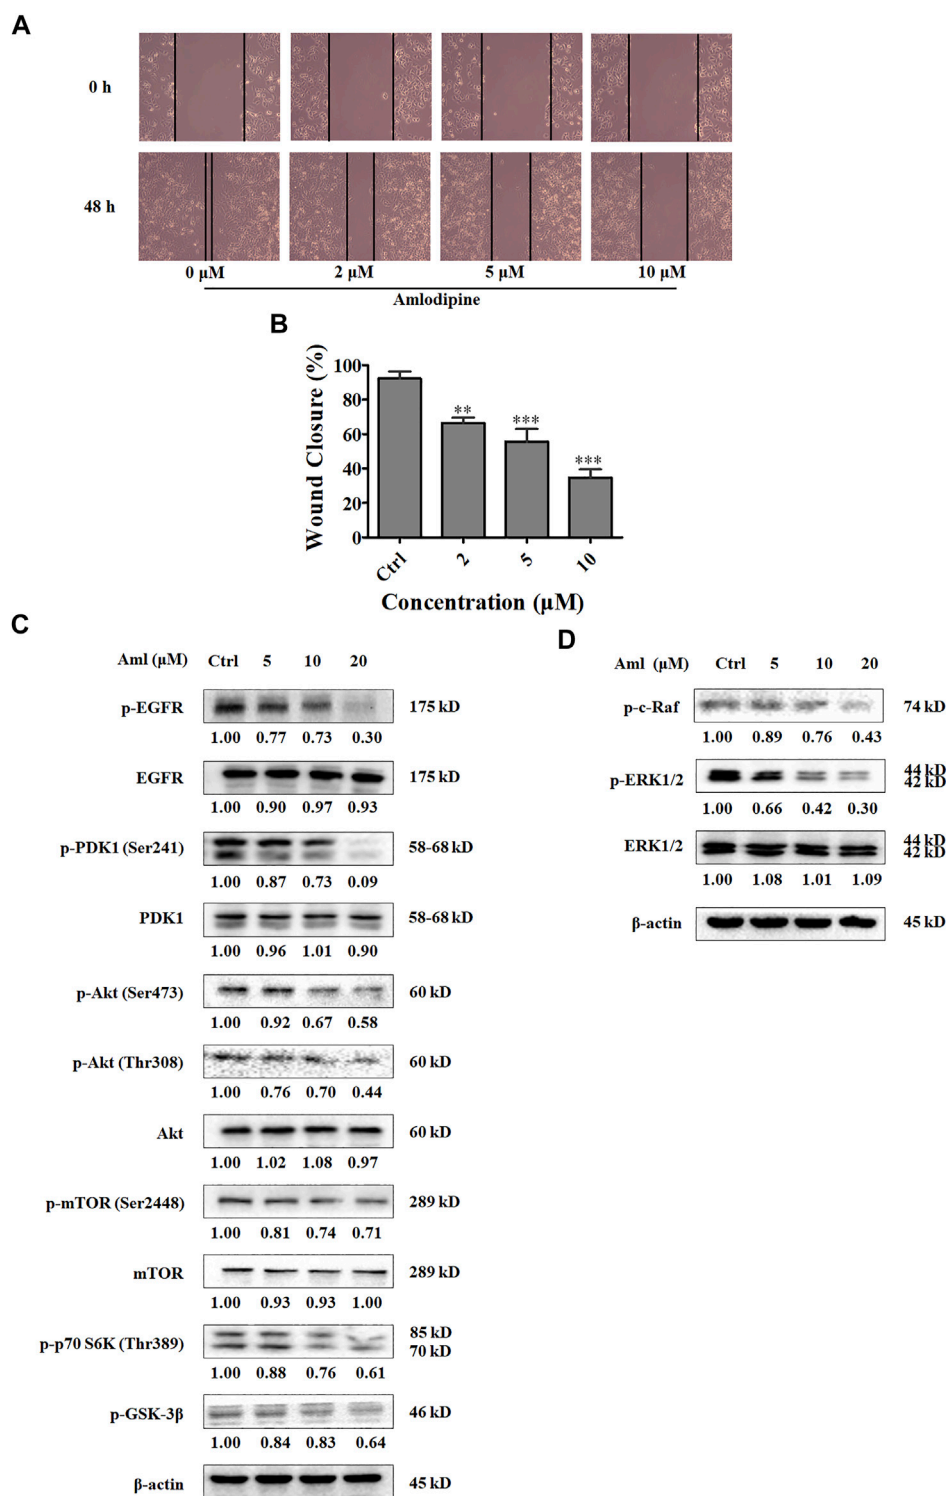 A
0 h
48 h
0 µM 2 µM 5 µM 10 µM
Amlodipine
B
Wound Closure (%)
100
80
60
40
20
0
**
***
***
Ctrl 2 5 10
Concentration (µM)
C
Aml (µM) Ctrl 5 10 20
p-EGFR 175 kD
1.00 0.77 0.73 0.30
EGFR 175 kD
1.00 0.90 0.97 0.93
p-PDK1 (Ser241) 58-68 kD
1.00 0.87 0.73 0.09
PDK1 58-68 kD
1.00 0.96 1.01 0.90
p-Akt (Ser473) 60 kD
1.00 0.92 0.67 0.58
p-Akt (Thr308) 60 kD
1.00 0.76 0.70 0.44
Akt 60 kD
1.00 1.02 1.08 0.97
p-mTOR (Ser2448) 289 kD
1.00 0.81 0.74 0.71
mTOR 289 kD
1.00 0.93 0.93 1.00
p-p70 S6K (Thr389) 85 kD
70 kD
1.00 0.88 0.76 0.61
p-GSK-3β 46 kD
1.00 0.84 0.83 0.64
β-actin 45 kD
D
Aml (µM) Ctrl 5 10 20
p-c-Raf 74 kD
1.00 0.89 0.76 0.43
p-ERK1/2 44 kD
42 kD
1.00 0.66 0.42 0.30
ERK1/2 44 kD
42 kD
1.00 1.08 1.01 1.09
β-actin 45 kD